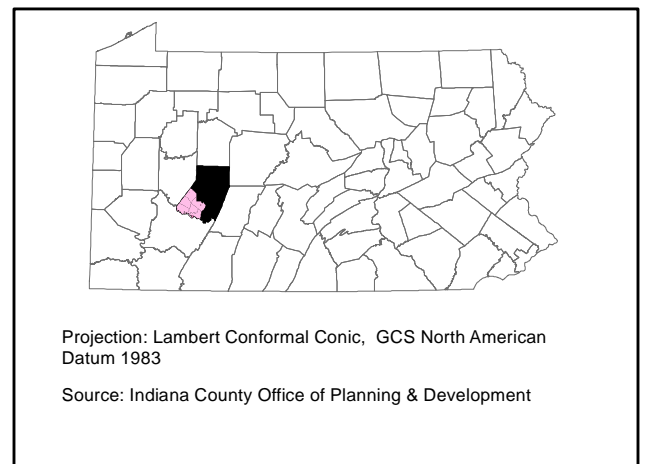 Projection: Lambert Conformal Conic, GCS North American
Datum 1983
Source: Indiana County Office of Planning & Development